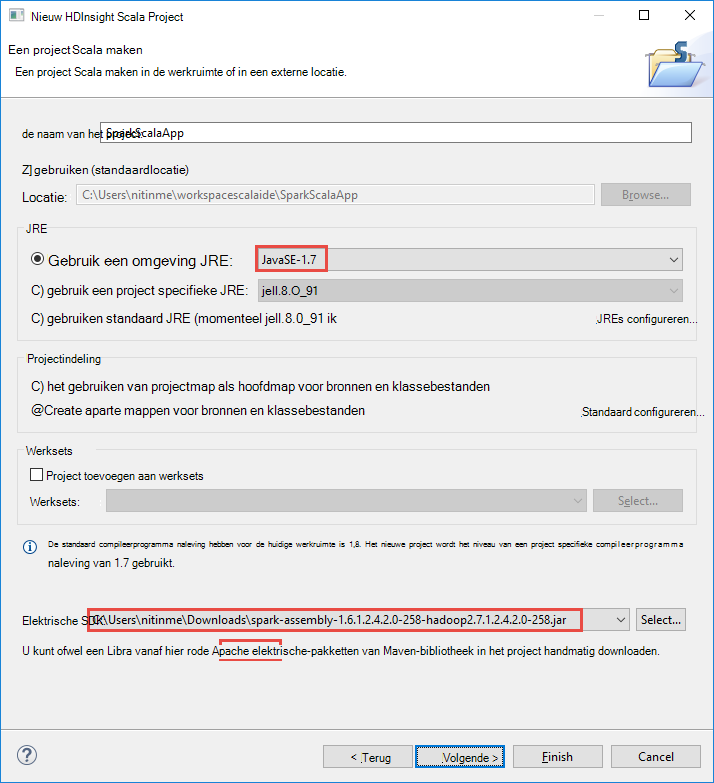 Nieuw HDInsight Scala Project
Een project Scala maken
Een project Scala maken in de werkruimte of in een externe locatie.
de naam van het project: SparkScalaApp
Z] gebruiken (standaardlocatie)
Locatie: C:\Users\nitinme\workspacescalaide\SparkScalaApp Browse...
JRE
Gebruik een omgeving JRE: JavaSE-1.7
C) gebruik een project specifieke JRE: jell.8.O_91
C) gebruiken standaard JRE (momenteel jell.8.0_91 ik JREs configureren...
Projectindeling
C) het gebruiken van projectmap als hoofdmap voor bronnen en klassebestanden
@Create aparte mappen voor bronnen en klassebestanden Standaard configureren...
Werksets
Project toevoegen aan werksets
Werksets: Select...
De standaard compileerprogramma naleving hebben voor de huidige werkruimte is 1,8. Het nieuwe project wordt het niveau van een project specifieke compileerprogramma
naleving van 1.7 gebruikt.
Elektrische SDK C:\Users\nitinme\Downloads\spark-assembly-1.6.1.2.4.2.0-258-hadoop2.7.1.2.4.2.0-258.jar Select...
U kunt ofwel een Libra vanaf hier rode Apache elektrische-pakketten van Maven-bibliotheek in het project handmatig downloaden.
? < Terug Volgende > Finish Cancel